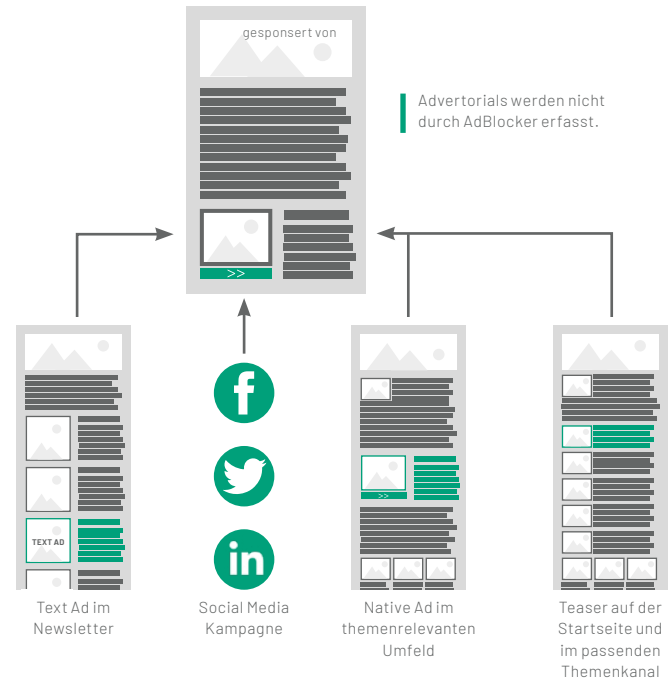 gesponsert von
Advertorials werden nicht
durch AdBlocker erfasst.
>>
>>
TEXT AD
Text Ad im
Newsletter
Social Media
Kampagne
Native Ad im
themenrelevanten
Umfeld
Teaser auf der
Startseite und
im passenden
Themenkanal